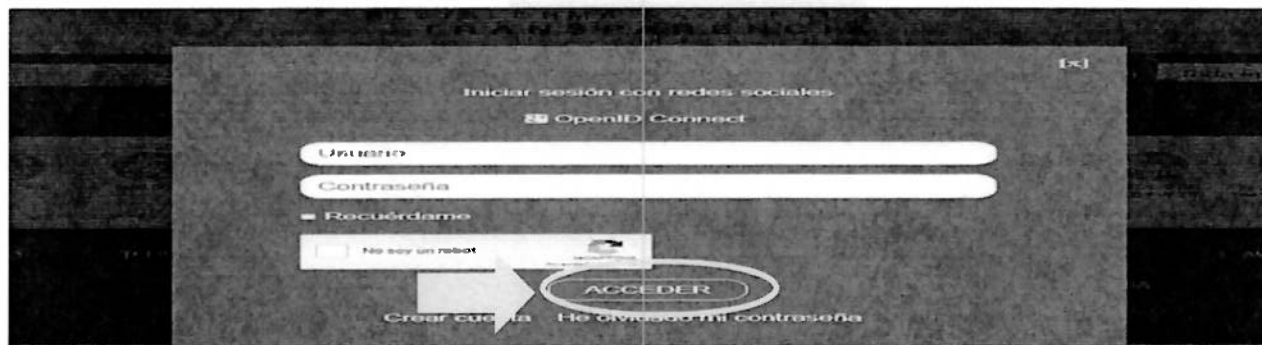 [x]
Iniciar sesión con redes sociales
OpenID Connect
Usuario
Contraseña
Recuérdame
No soy un robot
ACCEDER
Crear cuenta He olvidado mi contraseña